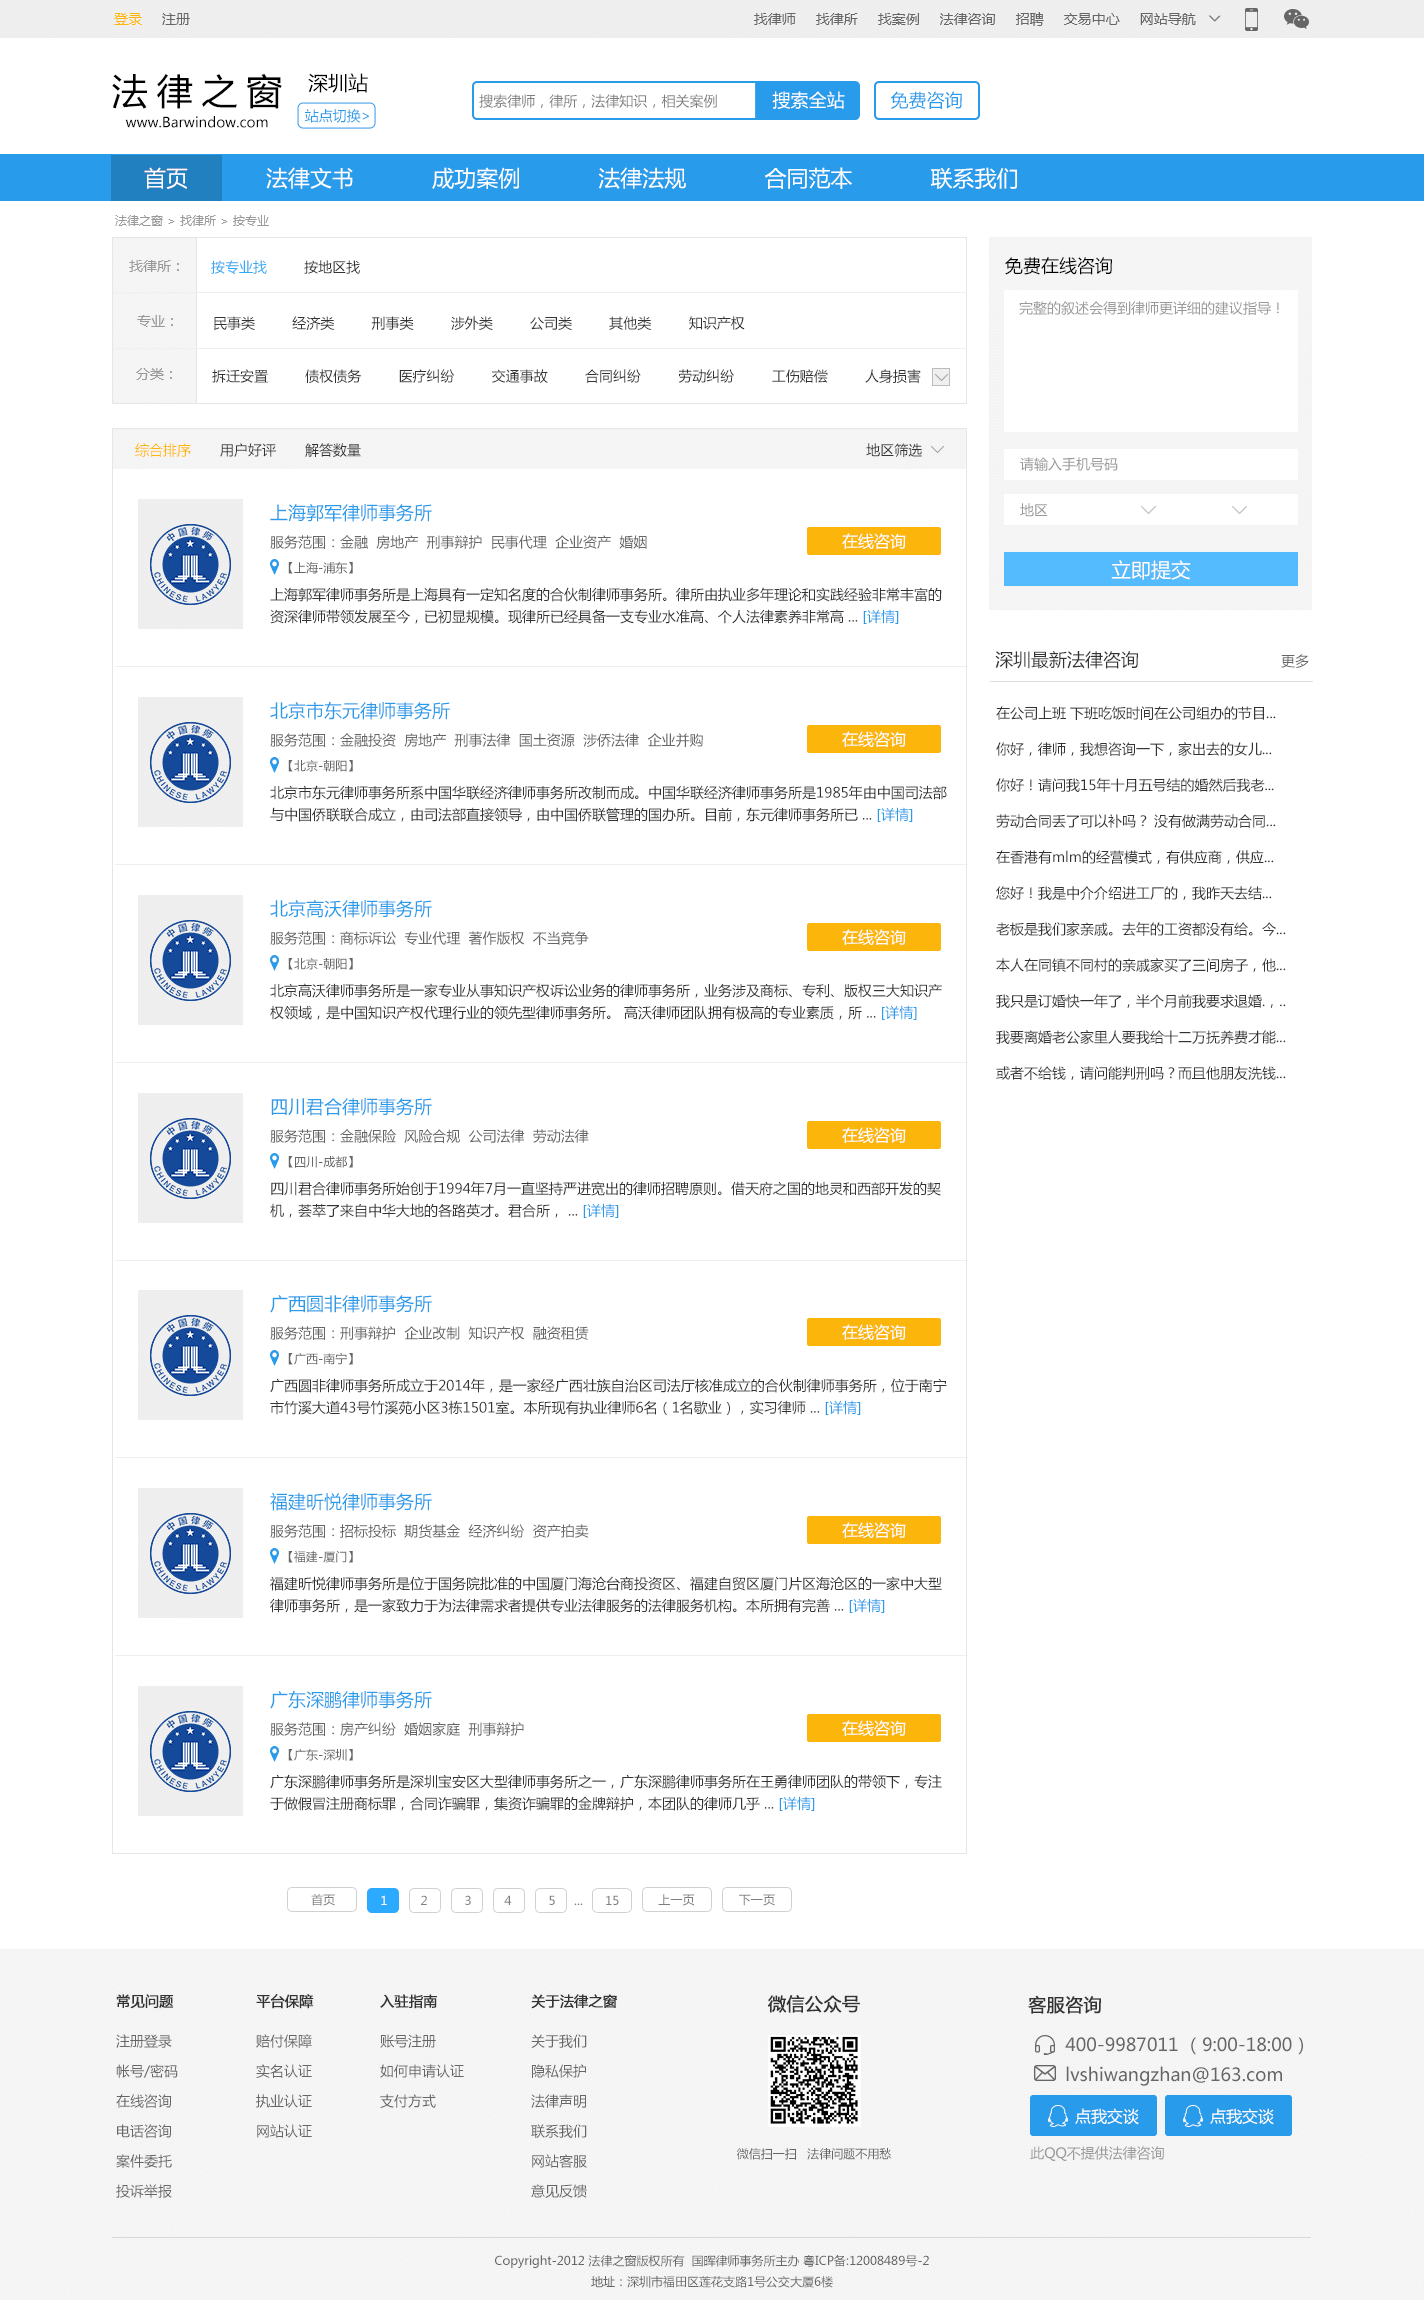 登录 注册 找律师 找律所 找案例 法律咨询 招聘 交易中心 网站导航
法律之窗 深圳站
www.Barwindow.com 站点切换>
搜索律师，律所，法律知识，相关案例 搜索全站 免费咨询
首页 法律文书 成功案例 法律法规 合同范本 联系我们
法律之窗 > 找律所 > 按专业
找律所： 按专业找 按地区找
专业： 民事类 经济类 刑事类 涉外类 公司类 其他类 知识产权
分类： 拆迁安置 债权债务 医疗纠纷 交通事故 合同纠纷 劳动纠纷 工伤赔偿 人身损害
综合排序 用户好评 解答数量 地区筛选
中国律师
CHINESE LAWYER
上海郭军律师事务所
服务范围：金融 房地产 刑事辩护 民事代理 企业资产 婚姻
在线咨询
【上海-浦东】
上海郭军律师事务所是上海具有一定知名度的合伙制律师事务所。律所由执业多年理论和实践经验非常丰富的
资深律师带领发展至今，已初显规模。现律所已经具备一支专业水准高、个人法律素养非常高 ... [详情]
中国律师
CHINESE LAWYER
北京市东元律师事务所
服务范围：金融投资 房地产 刑事法律 国土资源 涉侨法律 企业并购
在线咨询
【北京-朝阳】
北京市东元律师事务所系中国华联经济律师事务所改制而成。中国华联经济律师事务所是1985年由中国司法部
与中国侨联联合成立，由司法部直接领导，由中国侨联管理的国办所。目前，东元律师事务所已 ... [详情]
中国律师
CHINESE LAWYER
北京高沃律师事务所
服务范围：商标诉讼 专业代理 著作版权 不当竞争
在线咨询
【北京-朝阳】
北京高沃律师事务所是一家专业从事知识产权诉讼业务的律师事务所，业务涉及商标、专利、版权三大知识产
权领域，是中国知识产权代理行业的领先型律师事务所。 高沃律师团队拥有极高的专业素质，所 ... [详情]
中国律师
CHINESE LAWYER
四川君合律师事务所
服务范围：金融保险 风险合规 公司法律 劳动法律
在线咨询
【四川-成都】
四川君合律师事务所始创于1994年7月一直坚持严进宽出的律师招聘原则。借天府之国的地灵和西部开发的契
机，荟萃了来自中华大地的各路英才。君合所， ... [详情]
中国律师
CHINESE LAWYER
广西圆非律师事务所
服务范围：刑事辩护 企业改制 知识产权 融资租赁
在线咨询
【广西-南宁】
广西圆非律师事务所成立于2014年，是一家经广西壮族自治区司法厅核准成立的合伙制律师事务所，位于南宁
市竹溪大道43号竹溪苑小区3栋1501室。本所现有执业律师6名（1名歇业），实习律师 ... [详情]
中国律师
CHINESE LAWYER
福建昕悦律师事务所
服务范围：招标投标 期货基金 经济纠纷 资产拍卖
在线咨询
【福建-厦门】
福建昕悦律师事务所是位于国务院批准的中国厦门海沧台商投资区、福建自贸区厦门片区海沧区的一家中大型
律师事务所，是一家致力于为法律需求者提供专业法律服务的法律服务机构。本所拥有完善 ... [详情]
中国律师
CHINESE LAWYER
广东深鹏律师事务所
服务范围：房产纠纷 婚姻家庭 刑事辩护
在线咨询
【广东-深圳】
广东深鹏律师事务所是深圳宝安区大型律师事务所之一，广东深鹏律师事务所在王勇律师团队的带领下，专注
于做假冒注册商标罪，合同诈骗罪，集资诈骗罪的金牌辩护，本团队的律师几乎 ... [详情]
首页 1 2 3 4 5 ... 15 上一页 下一页
免费在线咨询
完整的叙述会得到律师更详细的建议指导！
请输入手机号码
地区
立即提交
深圳最新法律咨询 更多
在公司上班 下班吃饭时间在公司组办的节目...
你好，律师，我想咨询一下，家出去的女儿...
你好！请问我15年十月五号结的婚然后我老...
劳动合同丢了可以补吗？ 没有做满劳动合同...
在香港有mlm的经营模式，有供应商，供应...
您好！我是中介介绍进工厂的，我昨天去结...
老板是我们家亲戚。去年的工资都没有给。今...
本人在同镇不同村的亲戚家买了三间房子，他...
我只是订婚快一年了，半个月前我要求退婚.，..
我要离婚老公家里人要我给十二万抚养费才能...
或者不给钱，请问能判刑吗？而且他朋友洗钱...
常见问题
注册登录
帐号/密码
在线咨询
电话咨询
案件委托
投诉举报
平台保障
赔付保障
实名认证
执业认证
网站认证
入驻指南
账号注册
如何申请认证
支付方式
关于法律之窗
关于我们
隐私保护
法律声明
联系我们
网站客服
意见反馈
微信公众号
微信扫一扫 法律问题不用愁
客服咨询
400-9987011 （9:00-18:00）
lvshiwangzhan@163.com
点我交谈 点我交谈
此QQ不提供法律咨询
Copyright-2012 法律之窗版权所有 国晖律师事务所主办 粤ICP备:12008489号-2
地址：深圳市福田区莲花支路1号公交大厦6楼